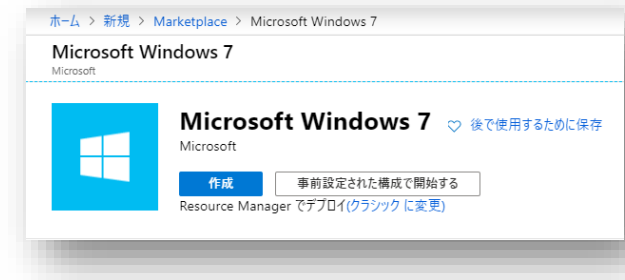 ホーム > 新規 > Marketplace > Microsoft Windows 7
Microsoft Windows 7
Microsoft
Microsoft Windows 7 ♡ 後で使用するために保存
Microsoft
作成 事前設定された構成で開始する
Resource Manager でデプロイ(クラシック に変更)